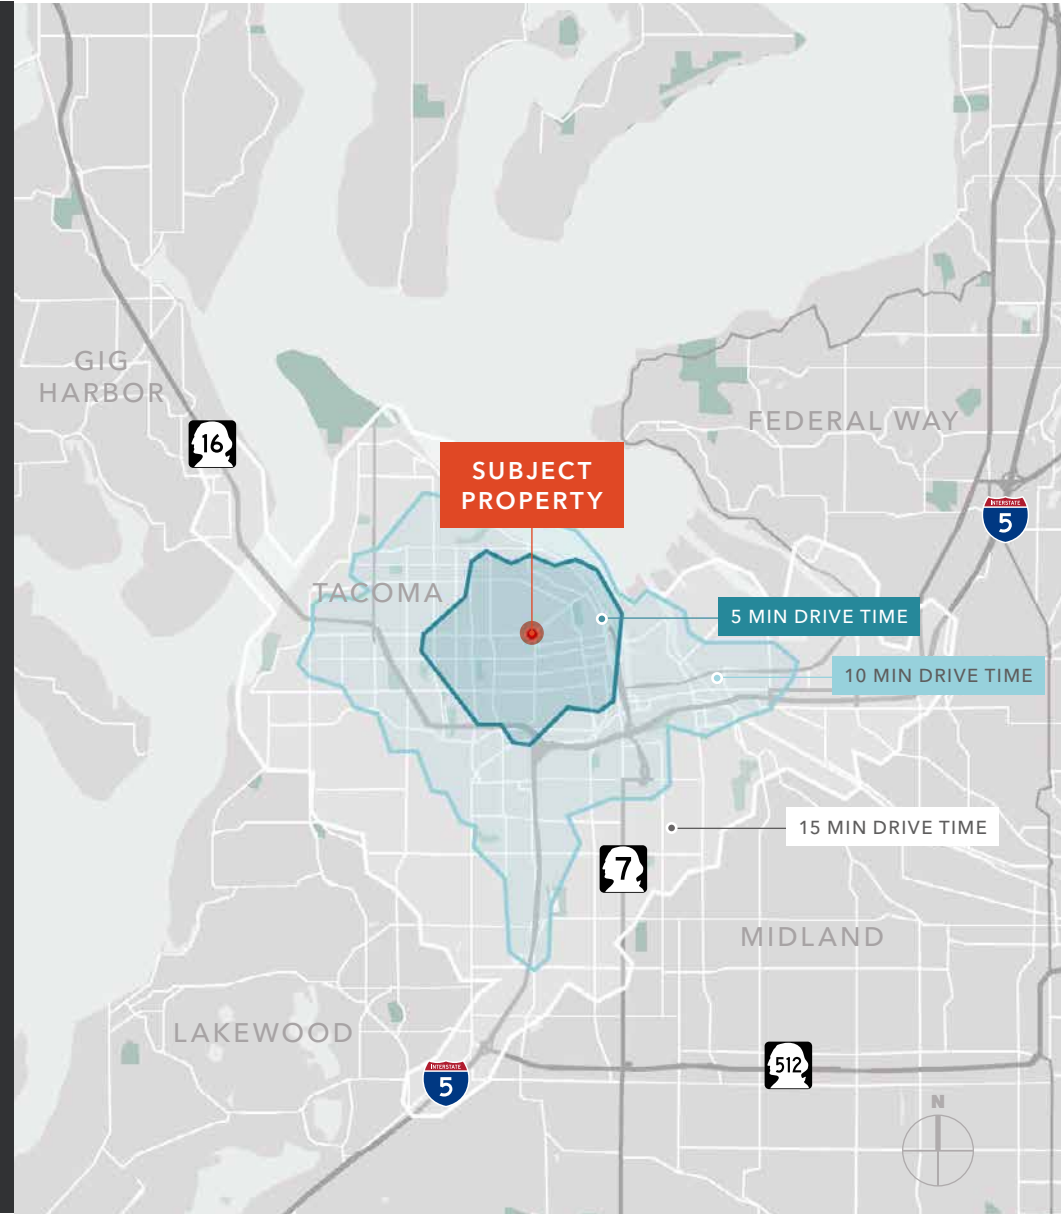 GIG
HARBOR
16
FEDERAL WAY
SUBJECT
PROPERTY
INTERSTATE
5
TACOMA
5 MIN DRIVE TIME
10 MIN DRIVE TIME
15 MIN DRIVE TIME
7
MIDLAND
LAKEWOOD
512
INTERSTATE
5
N